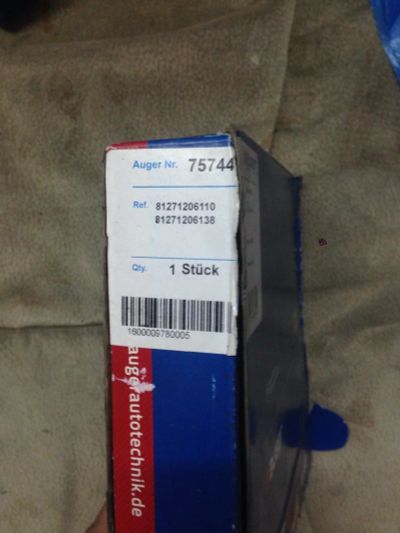 Auger Nr. 75744
Ref. 81271206110
81271206138
Qty. 1 Stück
1600009780005
augerautotechnik.de